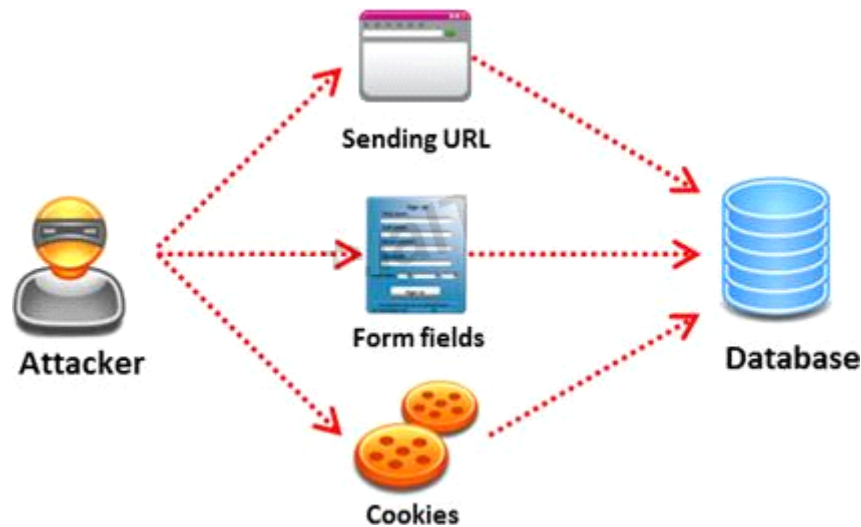 Sending URL
Attacker
Form fields
Database
Cookies